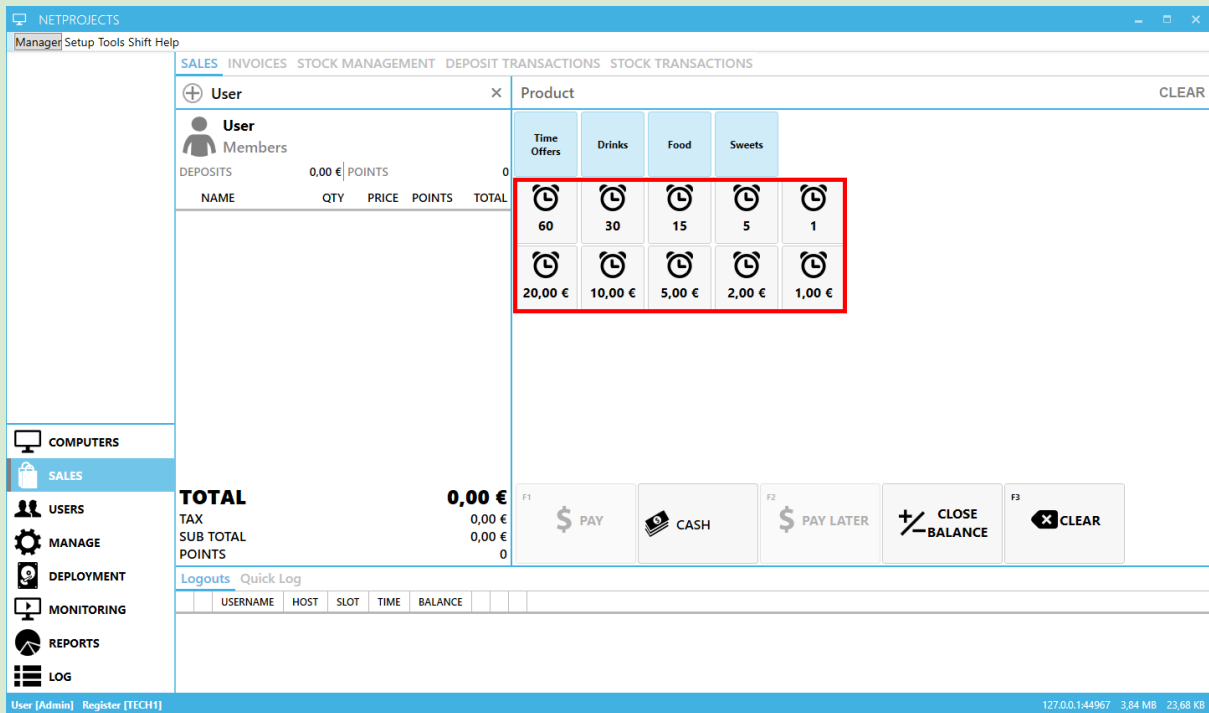 NETPROJECTS
Manager Setup Tools Shift Help
SALES INVOICES STOCK MANAGEMENT DEPOSIT TRANSACTIONS STOCK TRANSACTIONS
User
Product CLEAR
User
Members
DEPOSITS 0,00 € POINTS 0
NAME QTY PRICE POINTS TOTAL
Time
Offers
Drinks
Food
Sweets
60 30 15 5 1
20,00 € 10,00 € 5,00 € 2,00 € 1,00 €
COMPUTERS
SALES
USERS
MANAGE
DEPLOYMENT
MONITORING
REPORTS
LOG
TOTAL 0,00 €
TAX 0,00 €
SUB TOTAL 0,00 €
POINTS 0
F1
$ PAY
CASH
F2
$ PAY LATER
+/− CLOSE
BALANCE
F3
CLEAR
Logouts Quick Log
USERNAME HOST SLOT TIME BALANCE
User [Admin] Register [TECH1]
127.0.0.1:44967 3,84 MB 23,68 KB